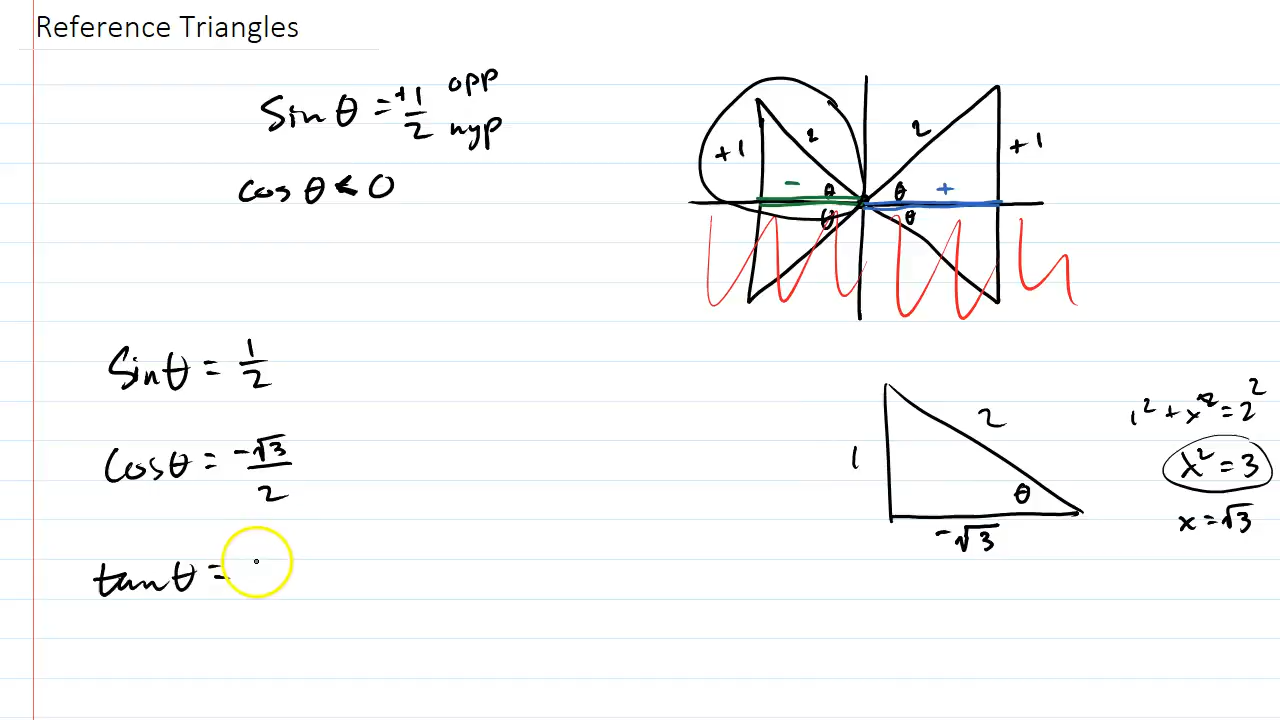 Reference Triangles
sin θ = +1/2 opp
hyp
cos θ < 0
+1 2 2 +1
- θ θ +
θ θ
sin θ = 1/2
cos θ = -√3/2
tan θ =
2
1
θ
-√3
1² + x² = 2²
x² = 3
x = √3